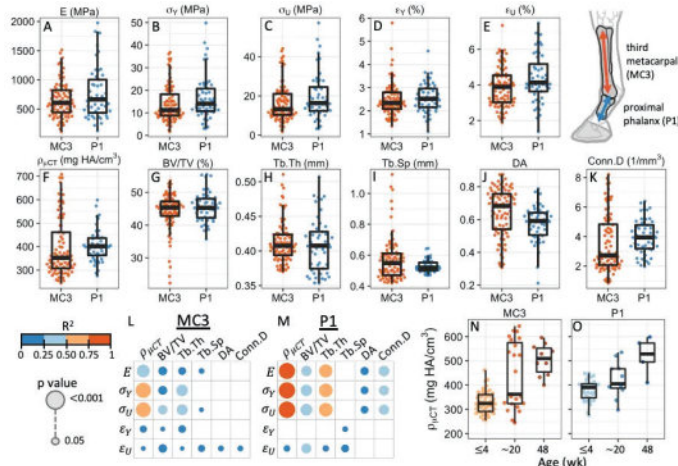 A E (MPa)
2000
1500
1000
500
MC3 P1
B σY (MPa)
50
40
30
20
10
0
MC3 P1
C σU (MPa)
60
40
20
0
MC3 P1
D εY (%)
6
5
4
3
2
1
MC3 P1
E εU (%)
8
6
4
2
MC3 P1
third
metacarpal
(MC3)
proximal
phalanx (P1)
F ρμCT (mg HA/cm³)
700
600
500
400
300
200
MC3 P1
G BV/TV (%)
50
40
30
MC3 P1
H Tb.Th (mm)
0.50
0.45
0.40
0.35
MC3 P1
I Tb.Sp (mm)
1.0
0.8
0.6
0.4
MC3 P1
J DA
0.8
0.6
0.4
0.2
MC3 P1
K Conn.D (1/mm³)
8
6
4
2
MC3 P1
R²
0 0.25 0.5 0.75 1
p value
<0.001
0.05
L MC3
ρμCT BV/TV Tb.Th Tb.Sp DA Conn.D
E
σY
σU
εY
εU
M P1
ρμCT BV/TV Tb.Th Tb.Sp DA Conn.D
E
σY
σU
εY
εU
MC3 P1
N O
ρμCT (mg HA/cm³)
600
500
400
300
200
≤4 ~20 48 ≤4 ~20 48
Age (wk)